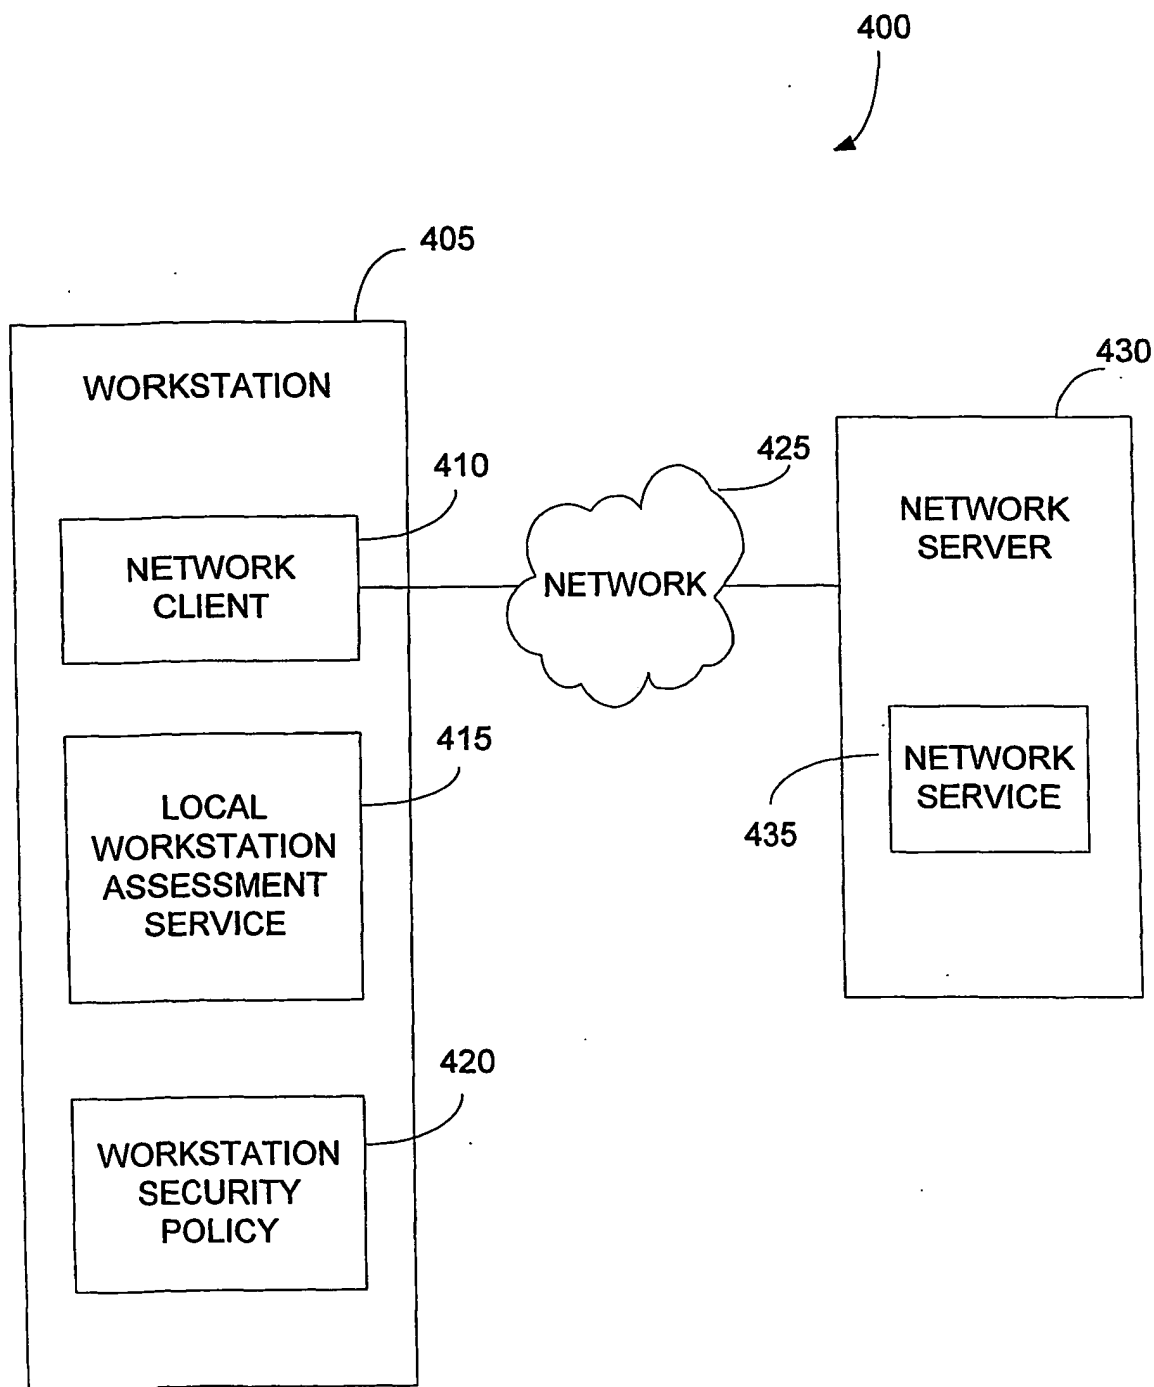 400
405
WORKSTATION
430
410
425
NETWORK
SERVER
NETWORK
CLIENT
NETWORK
415
NETWORK
SERVICE
435
LOCAL
WORKSTATION
ASSESSMENT
SERVICE
420
WORKSTATION
SECURITY
POLICY